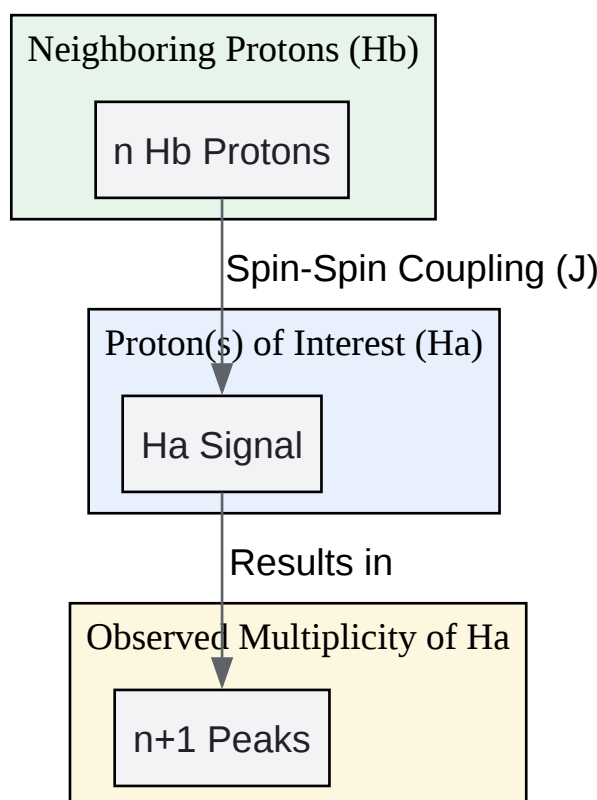 Neighboring Protons (Hb)
n Hb Protons
Spin-Spin Coupling (J)
Proton(s) of Interest (Ha)
Ha Signal
Results in
Observed Multiplicity of Ha
n+1 Peaks